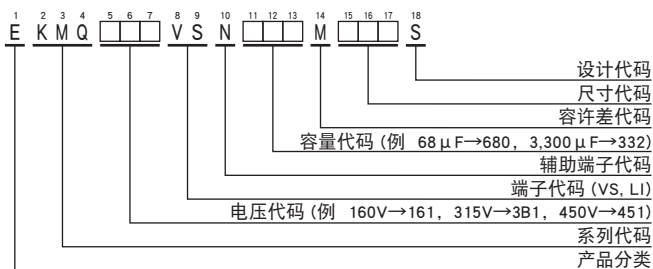 1 2 3 4 5 6 7 8 9 10 11 12 13 14 15 16 17 18
E KMQ □□□ VS N □□□ M □□□ S
设计代码
尺寸代码
容许差代码
容量代码 (例 68μF→680，3,300μF→332)
辅助端子代码
端子代码 (VS, LI)
电压代码 (例 160V→161，315V→3B1，450V→451)
系列代码
产品分类